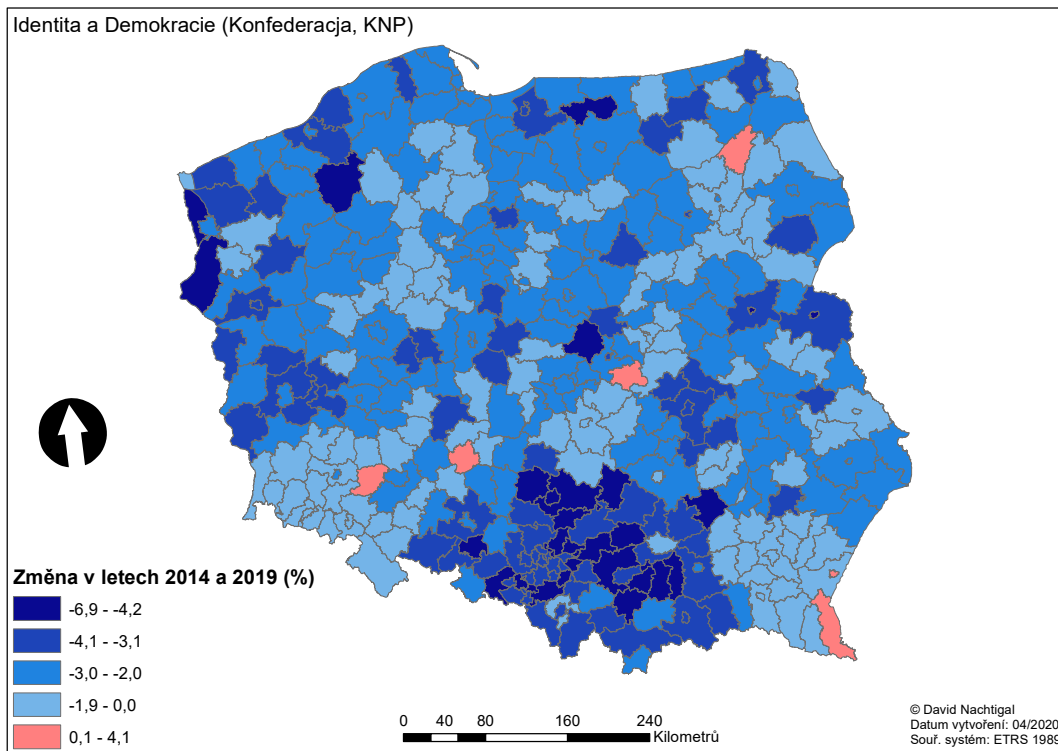 Identita a Demokracie (Konfederacja, KNP)
Změna v letech 2014 a 2019 (%)
-6,9 - -4,2
-4,1 - -3,1
-3,0 - -2,0
-1,9 - 0,0
0,1 - 4,1
0 40 80 160 240
Kilometrů
© David Nachtigal
Datum vytvoření: 04/2020
Souř. systém: ETRS 1989